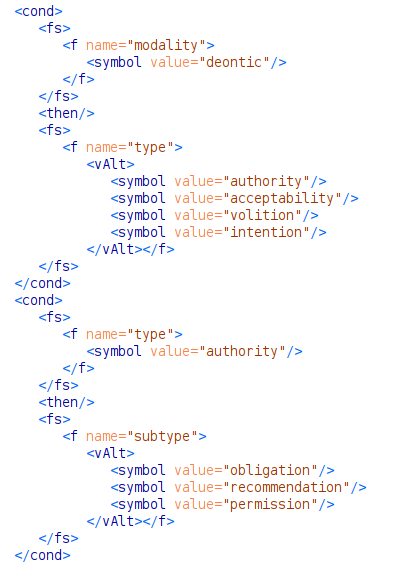 <cond>
<fs>
<f name="modality">
<symbol value="deontic"/>
</f>
</fs>
<then/>
<fs>
<f name="type">
<vAlt>
<symbol value="authority"/>
<symbol value="acceptability"/>
<symbol value="volition"/>
<symbol value="intention"/>
</vAlt></f>
</fs>
</cond>
<cond>
<fs>
<f name="type">
<symbol value="authority"/>
</f>
</fs>
<then/>
<fs>
<f name="subtype">
<vAlt>
<symbol value="obligation"/>
<symbol value="recommendation"/>
<symbol value="permission"/>
</vAlt></f>
</fs>
</cond>